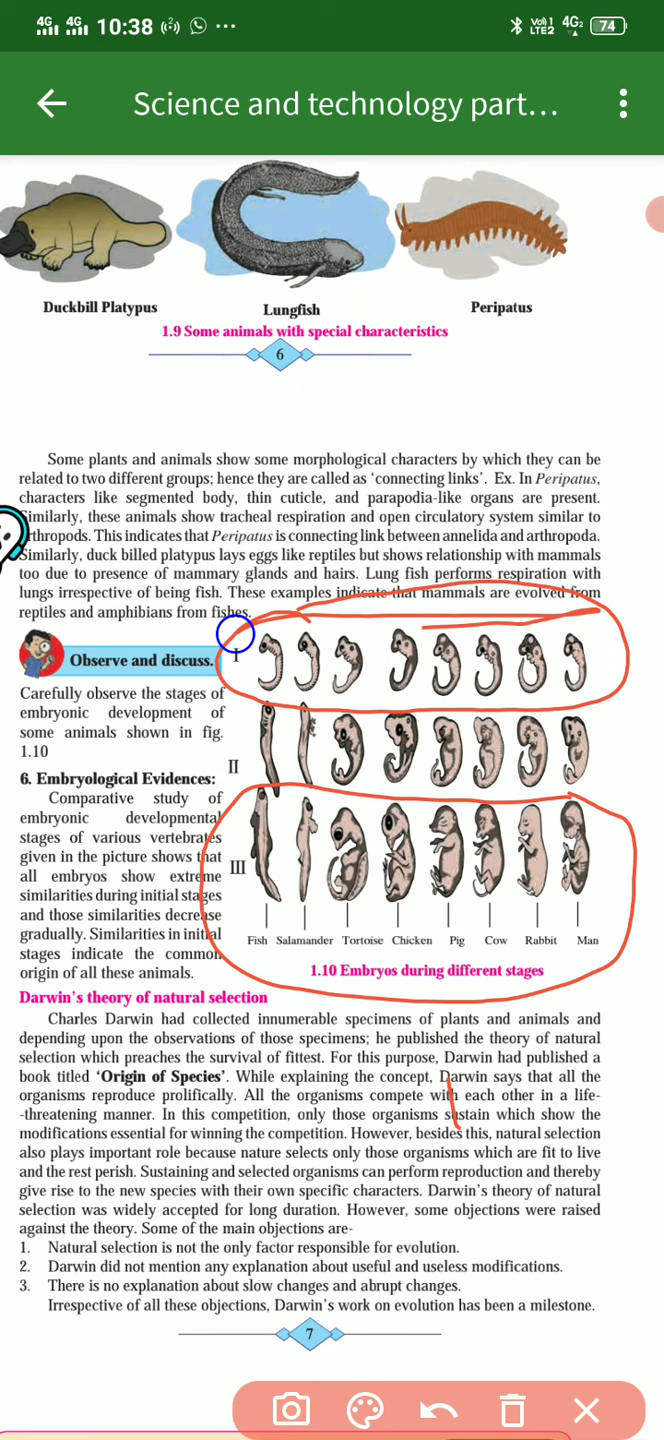 4G 4G 10:38 ... Vol1 LTE2 4G2 74
Science and technology part...
Duckbill Platypus Lungfish Peripatus
1.9 Some animals with special characteristics
6
Some plants and animals show some morphological characters by which they can be
related to two different groups; hence they are called as ‘connecting links’. Ex. In Peripatus,
characters like segmented body, thin cuticle, and parapodia-like organs are present.
Similarly, these animals show tracheal respiration and open circulatory system similar to
arthropods. This indicates that Peripatus is connecting link between annelida and arthropoda.
Similarly, duck billed platypus lays eggs like reptiles but shows relationship with mammals
too due to presence of mammary glands and hairs. Lung fish performs respiration with
lungs irrespective of being fish. These examples indicate that mammals are evolved from
reptiles and amphibians from fishes.
Observe and discuss.
I
Carefully observe the stages of
embryonic development of
some animals shown in fig.
1.10
II
6. Embryological Evidences:
Comparative study of
embryonic developmental
stages of various vertebrates
given in the picture shows that
all embryos show extreme
III
similarities during initial stages
and those similarities decrease
gradually. Similarities in initial
stages indicate the common
origin of all these animals.
Fish Salamander Tortoise Chicken Pig Cow Rabbit Man
1.10 Embryos during different stages
Darwin’s theory of natural selection
Charles Darwin had collected innumerable specimens of plants and animals and
depending upon the observations of those specimens; he published the theory of natural
selection which preaches the survival of fittest. For this purpose, Darwin had published a
book titled ‘Origin of Species’. While explaining the concept, Darwin says that all the
organisms reproduce prolifically. All the organisms compete with each other in a life-
-threatening manner. In this competition, only those organisms sustain which show the
modifications essential for winning the competition. However, besides this, natural selection
also plays important role because nature selects only those organisms which are fit to live
and the rest perish. Sustaining and selected organisms can perform reproduction and thereby
give rise to the new species with their own specific characters. Darwin’s theory of natural
selection was widely accepted for long duration. However, some objections were raised
against the theory. Some of the main objections are-
1. Natural selection is not the only factor responsible for evolution.
2. Darwin did not mention any explanation about useful and useless modifications.
3. There is no explanation about slow changes and abrupt changes.
Irrespective of all these objections, Darwin’s work on evolution has been a milestone.
7